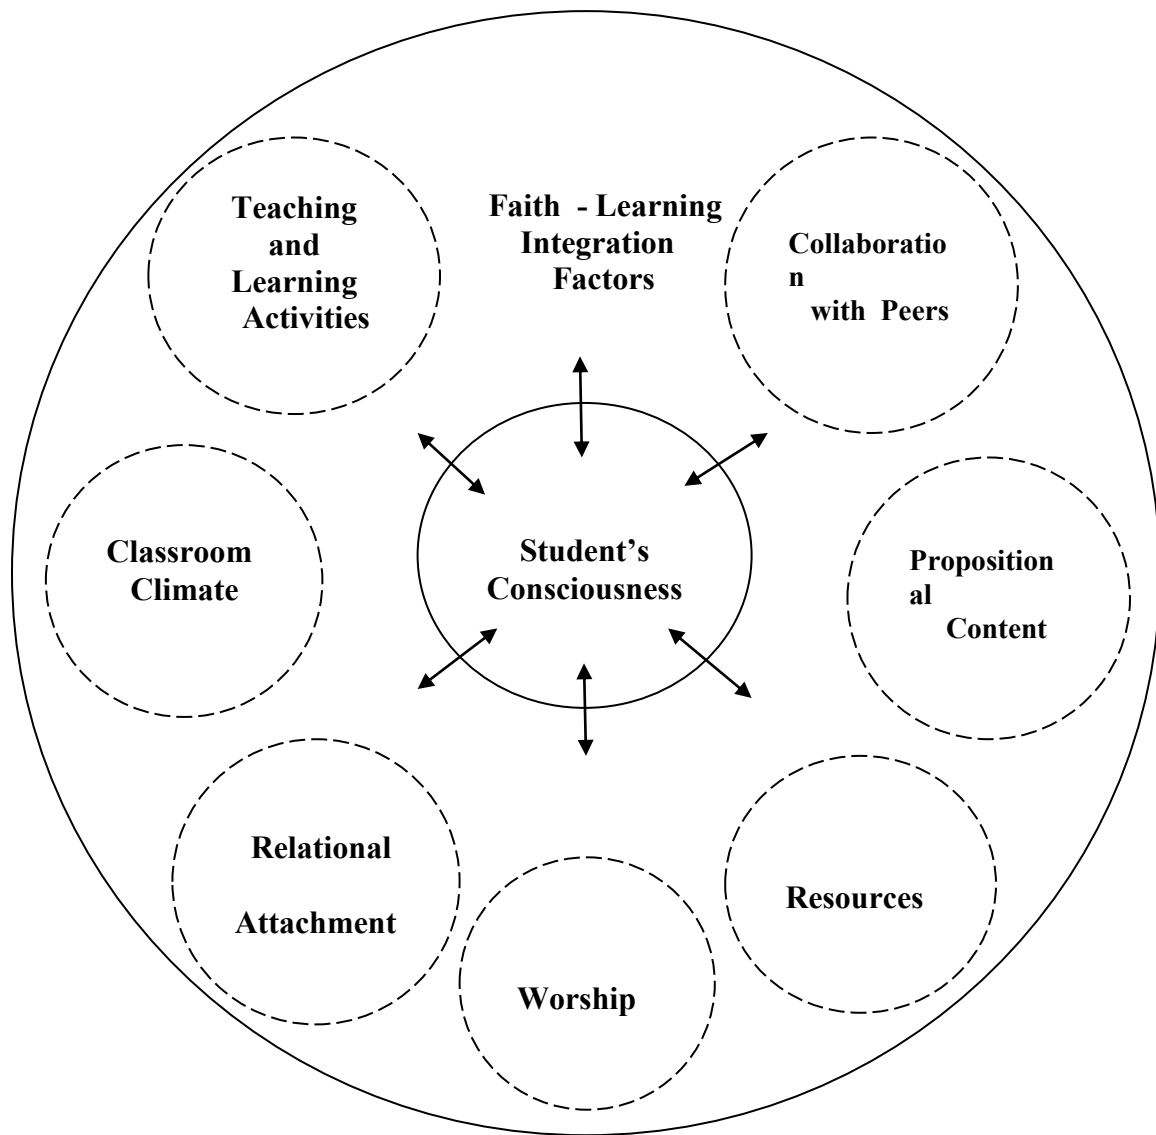 Teaching
and
Learning
Activities
Faith - Learning
Integration
Factors
Collaboratio
n
with Peers
Classroom
Climate
Student’s
Consciousness
Proposition
al
Content
Relational
Attachment
Worship
Resources